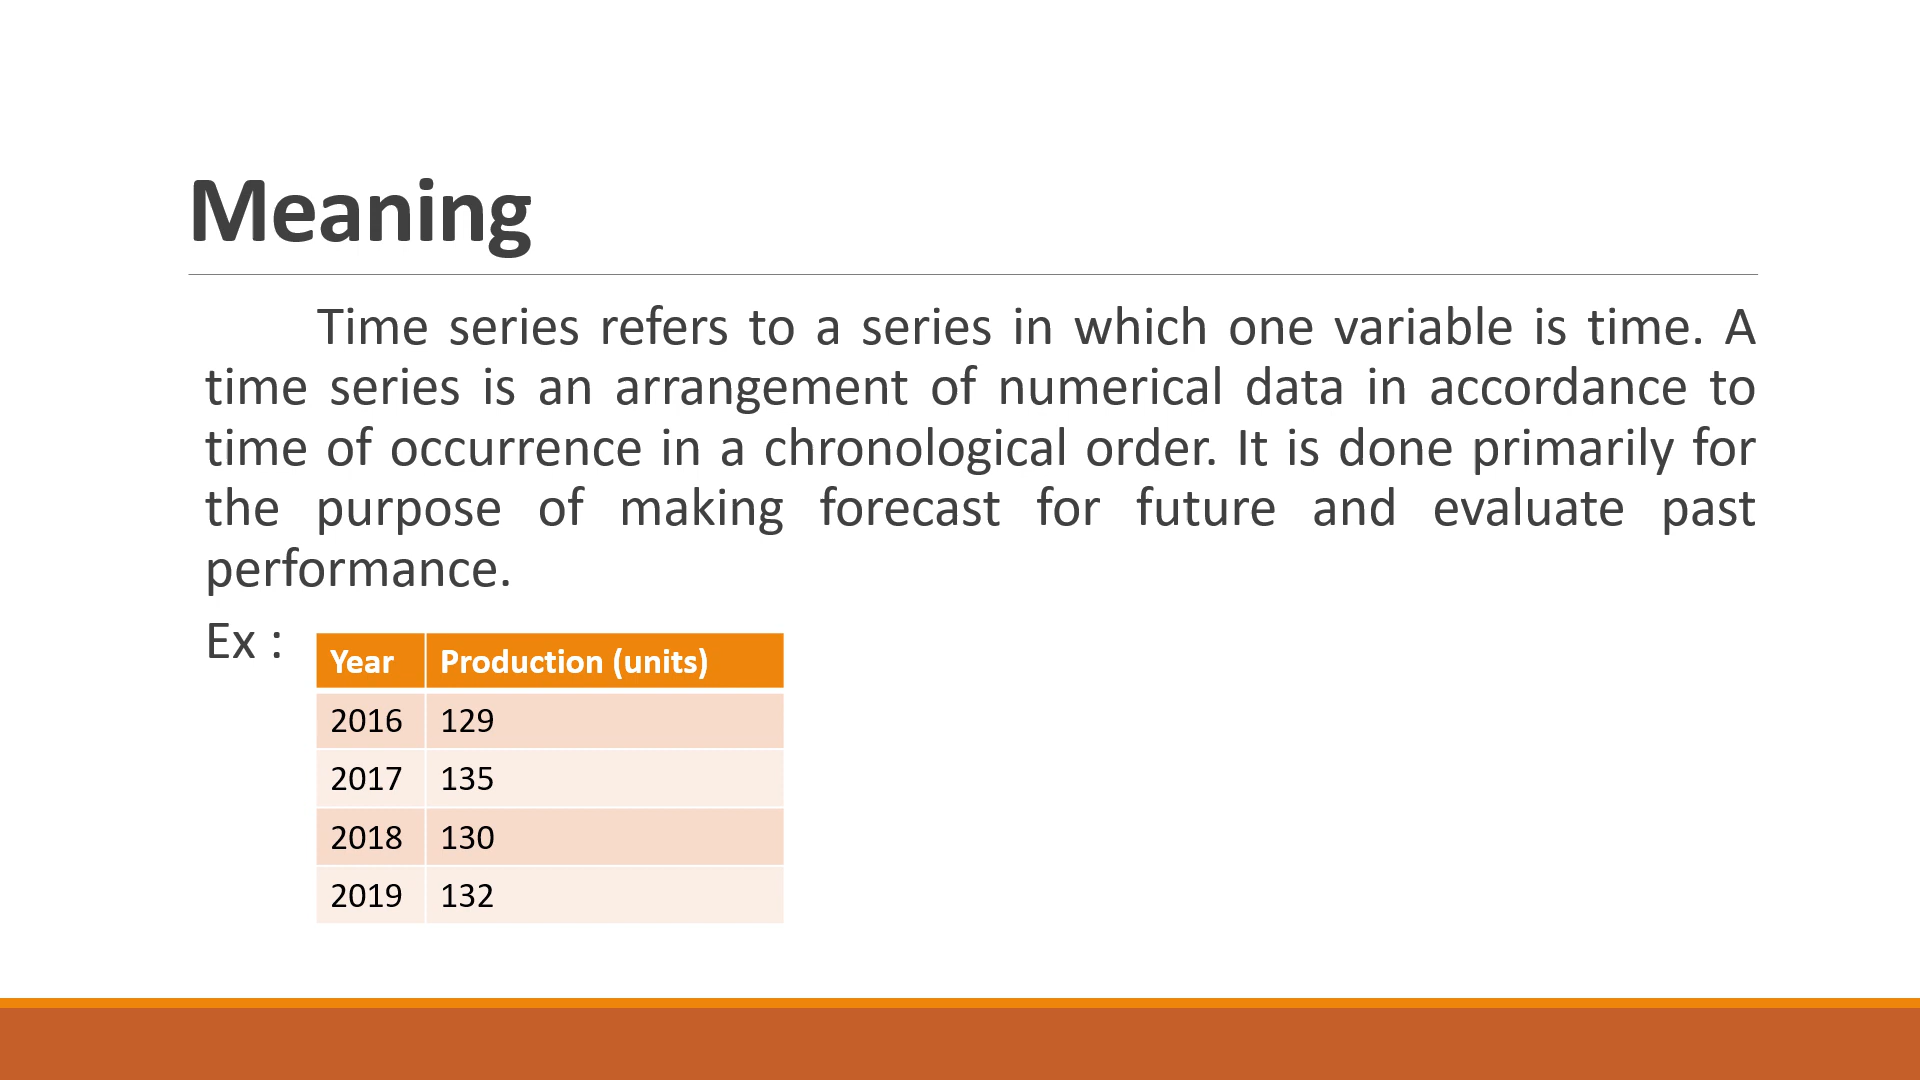 Meaning
Time series refers to a series in which one variable is time. A
time series is an arrangement of numerical data in accordance to
time of occurrence in a chronological order. It is done primarily for
the purpose of making forecast for future and evaluate past
performance.
Ex :
Year Production (units)
2016 129
2017 135
2018 130
2019 132